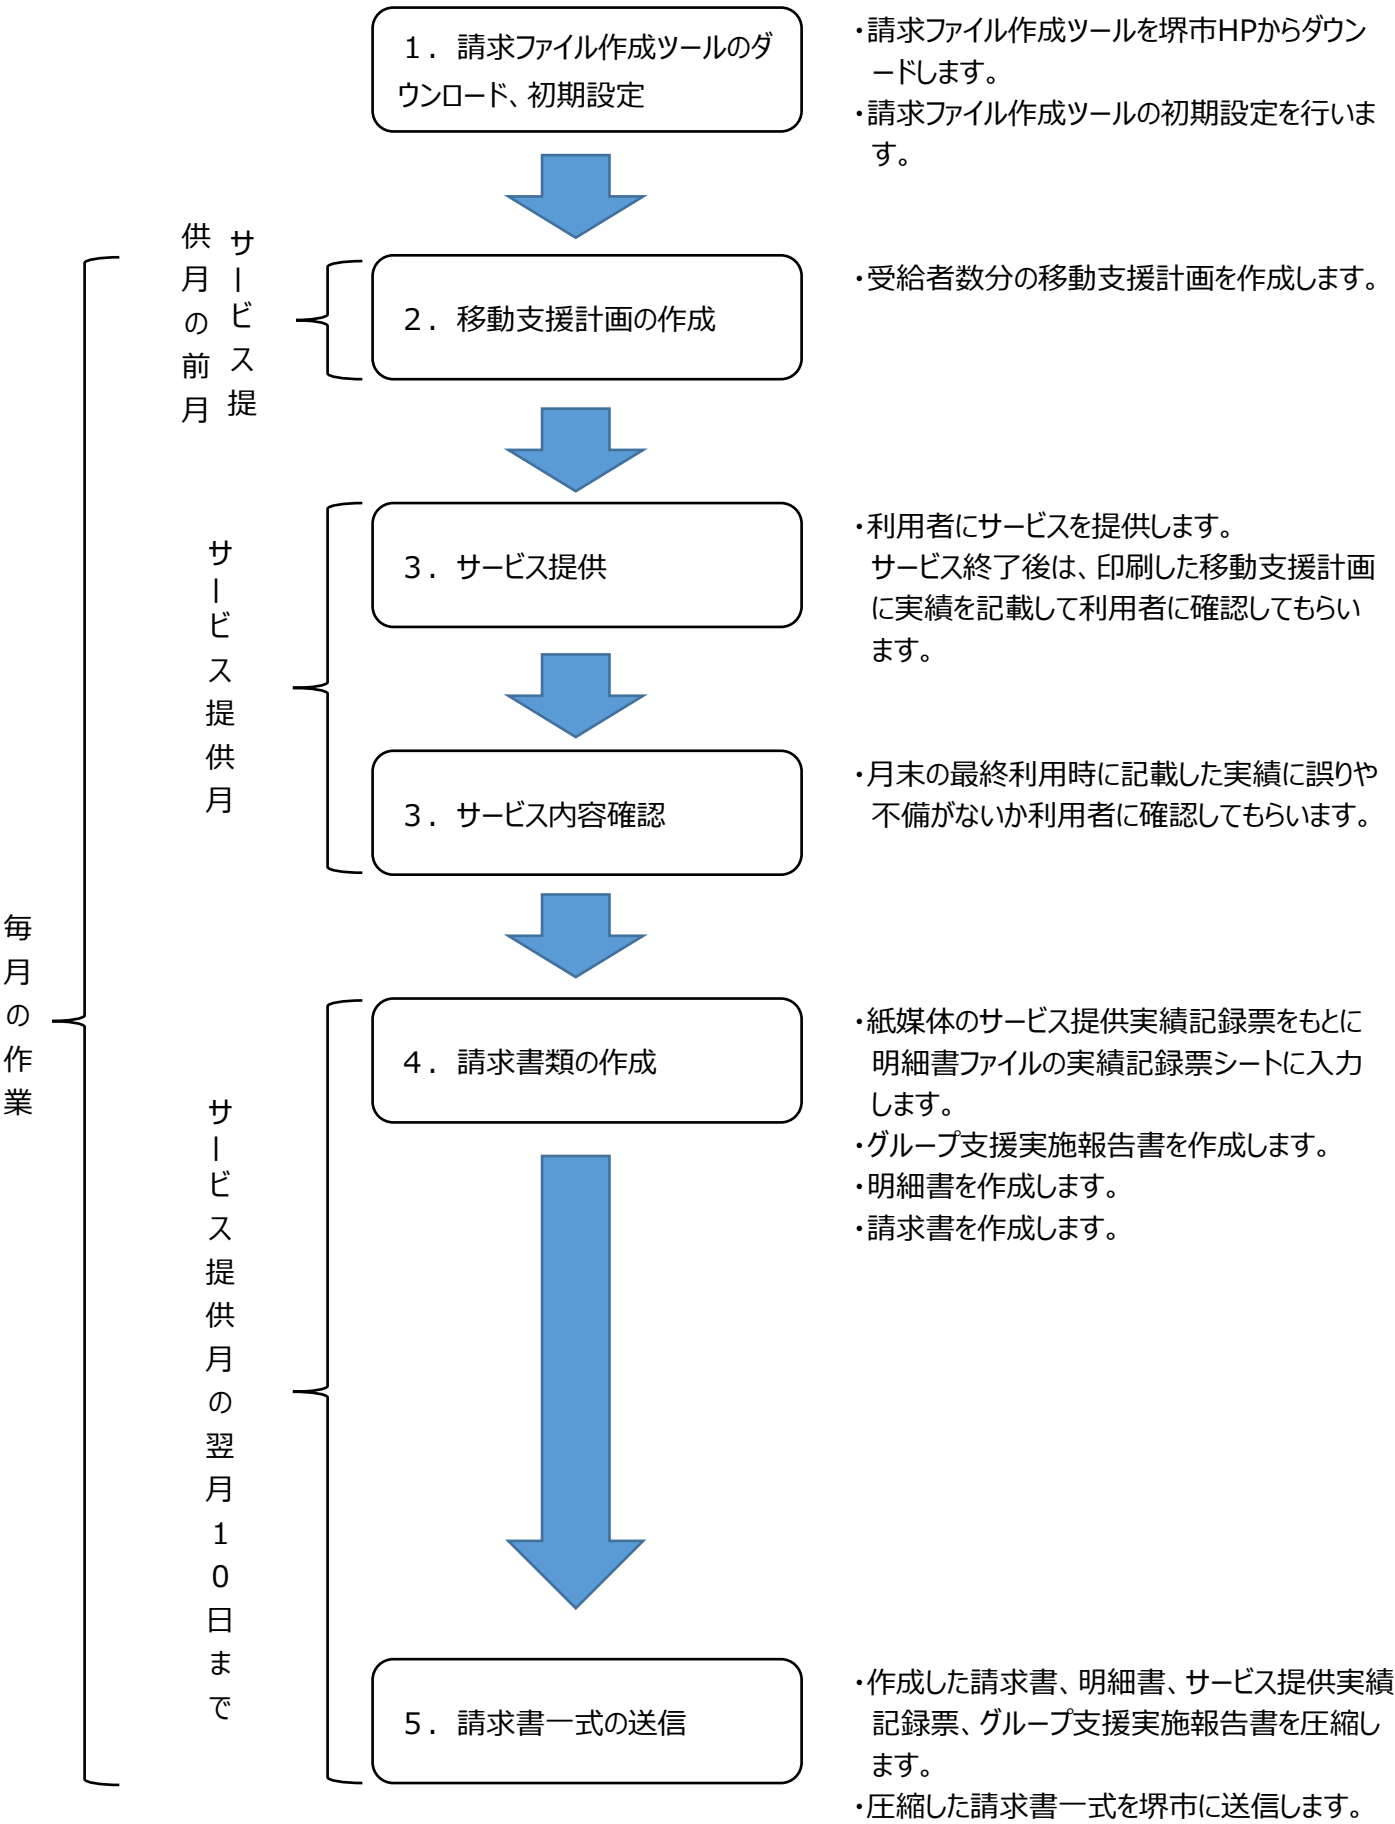 １．請求ファイル作成ツールのダ
ウンロード、初期設定
・請求ファイル作成ツールを堺市HPからダウン
ードします。
・請求ファイル作成ツールの初期設定を行いま
す。
サービス提
供月の前月
２．移動支援計画の作成
・受給者数分の移動支援計画を作成します。
サービス提供月
３．サービス提供
・利用者にサービスを提供します。
サービス終了後は、印刷した移動支援計画
に実績を記載して利用者に確認してもらい
ます。
３．サービス内容確認
・月末の最終利用時に記載した実績に誤りや
不備がないか利用者に確認してもらいます。
毎月の作業
サービス提供月の翌月１０日まで
４．請求書類の作成
・紙媒体のサービス提供実績記録票をもとに
明細書ファイルの実績記録票シートに入力
します。
・グループ支援実施報告書を作成します。
・明細書を作成します。
・請求書を作成します。
５．請求書一式の送信
・作成した請求書、明細書、サービス提供実績
記録票、グループ支援実施報告書を圧縮し
ます。
・圧縮した請求書一式を堺市に送信します。